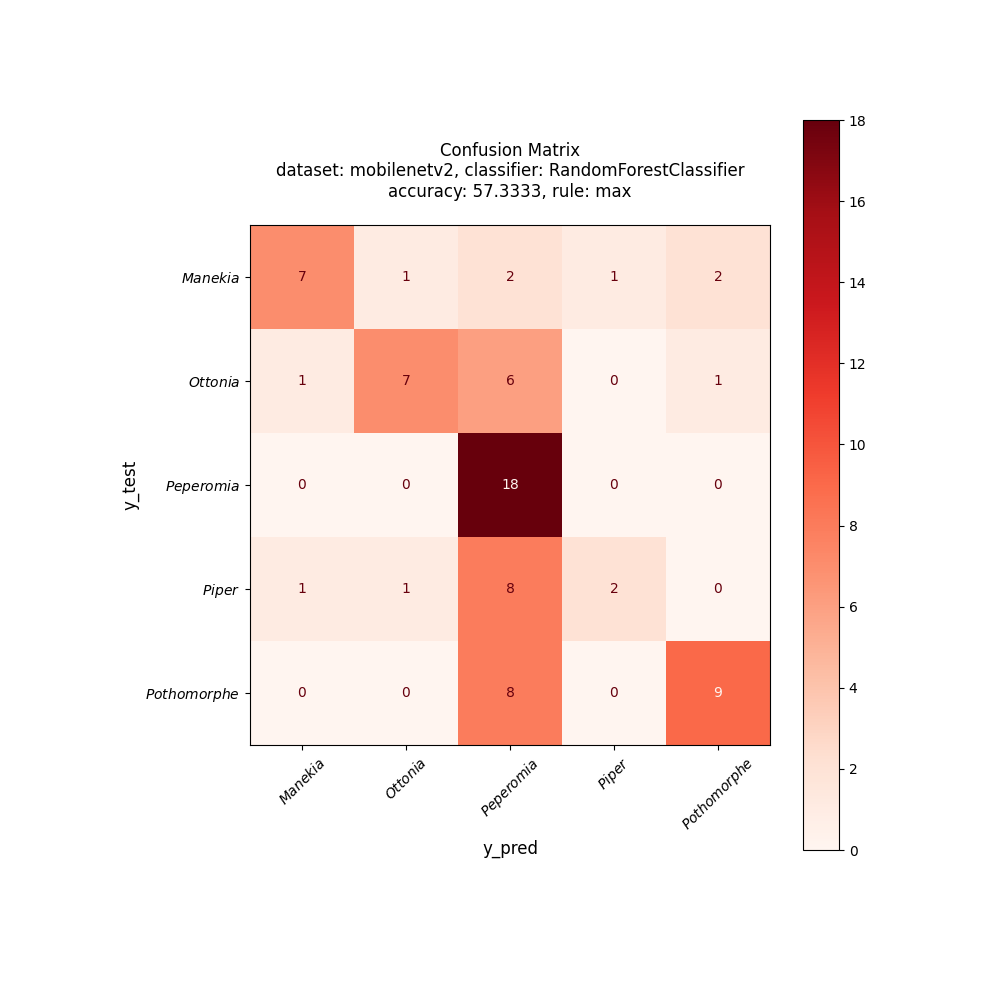 Confusion Matrix
dataset: mobilenetv2, classifier: RandomForestClassifier
accuracy: 57.3333, rule: max
y_test
Manekia 7 1 2 1 2
Ottonia 1 7 6 0 1
Peperomia 0 0 18 0 0
Piper 1 1 8 2 0
Pothomorphe 0 0 8 0 9
Manekia Ottonia Peperomia Piper Pothomorphe
y_pred
18
16
14
12
10
8
6
4
2
0